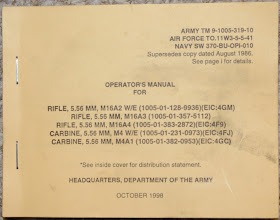 ARMY TM 9-1005-319-10
AIR FORCE TO.11W3-5-5-41
NAVY SW 370-BU-OPI-010
Supersedes copy dated August 1986.
See page i for details.
OPERATOR'S MANUAL
FOR
RIFLE, 5.56 MM, M16A2 W/E (1005-01-128-9936)(EIC:4GM)
RIFLE, 5.56 MM, M16A3 (1005-01-357-5112)
RIFLE, 5.56 MM, M16A4 (1005-01-383-2872)(EIC:4F9)
CARBINE, 5.56 MM, M4 W/E (1005-01-231-0973)(EIC:4FJ)
CARBINE, 5.56 MM, M4A1 (1005-01-382-0953)(EIC:4GC)
*See inside cover for distribution statement.
HEADQUARTERS, DEPARTMENT OF THE ARMY
OCTOBER 1998